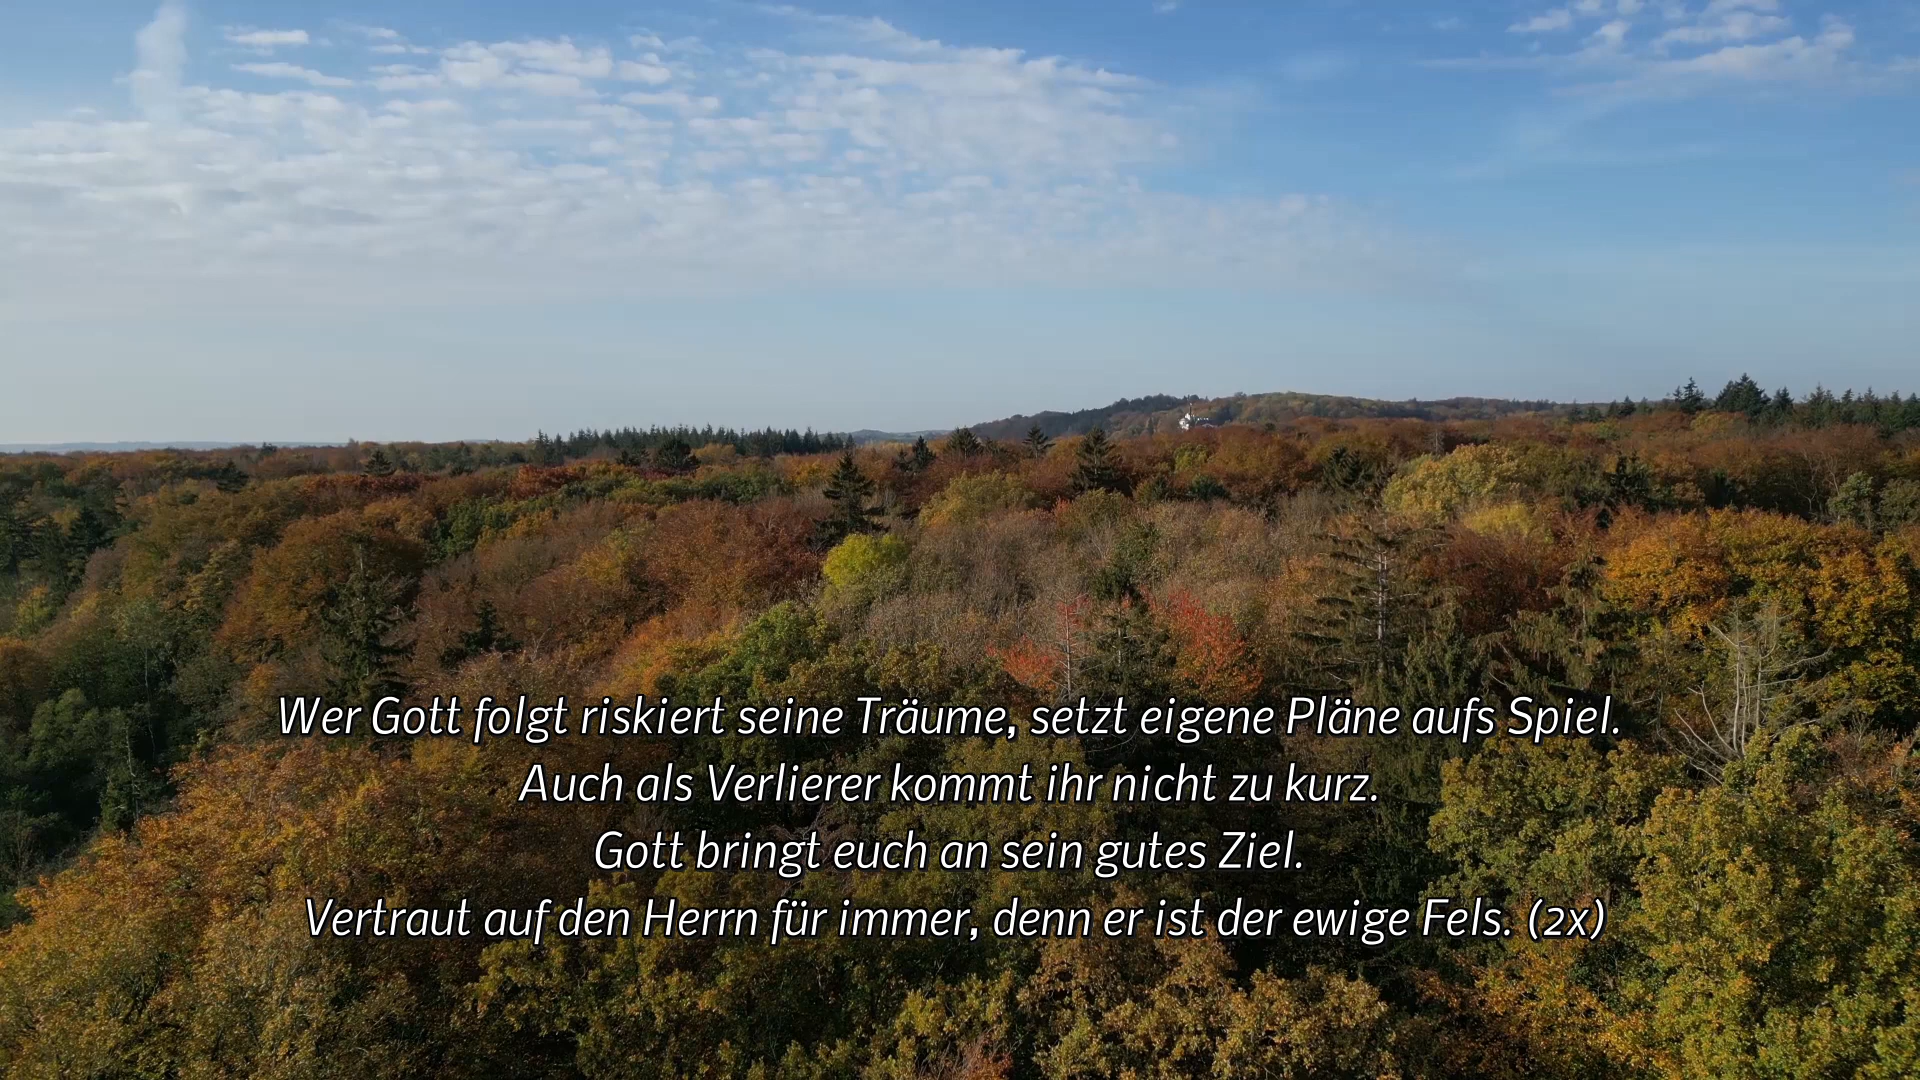 Wer Gott folgt riskiert seine Träume, setzt eigene Pläne aufs Spiel.
Auch als Verlierer kommt ihr nicht zu kurz.
Gott bringt euch an sein gutes Ziel.
Vertraut auf den Herrn für immer, denn er ist der ewige Fels. (2x)